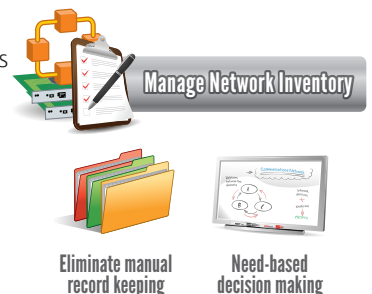 s
Manage Network Inventory
Eliminate manual
record keeping
Need-based
decision making